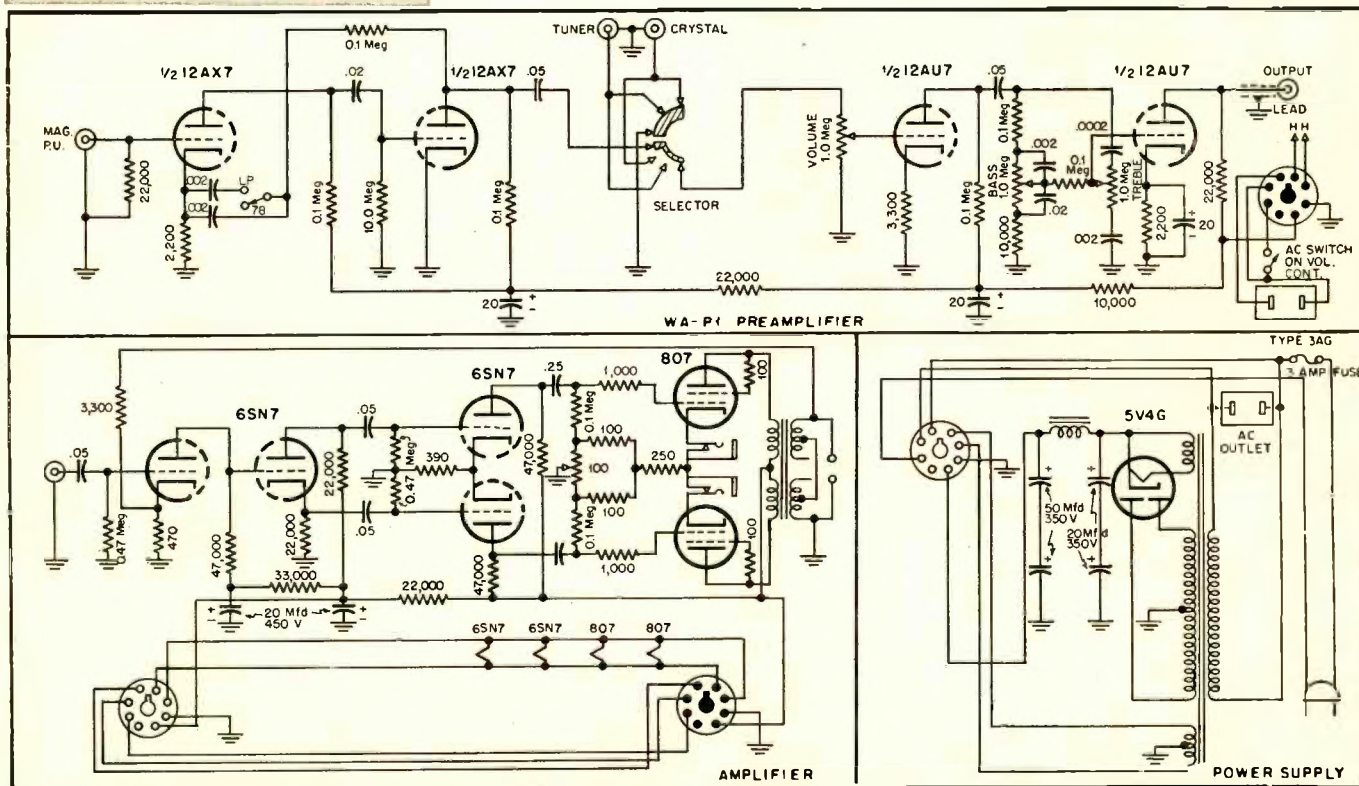 TUNER
CRYSTAL
0.1 Meg
1/2 12AX7
.02
1/2 12AX7
.05
1/2 12AU7
.05
1/2 12AU7
OUTPUT
LEAD
MAG.
P.U.
22,000
.002
LP
.002
78
2,200
0.1 Meg
10.0 Meg
0.1 Meg
SELECTOR
VOLUME
1.0 Meg
3,300
0.1 Meg
0.1 Meg
BASS
1.0 Meg
10,000
.002
.02
0.1
Meg
.0002
1.0 Meg
TREBLE
.002
2,200
20
22,000
H H
AC SWITCH
ON VOL.
CONT.
20
22,000
20
10,000
WA-P1 PREAMPLIFIER
3,300
6SN7
6SN7
.25
1,000
807
100
.05
.05
0.47 Meg
470
47,000
22,000
22,000
33,000
20 Mfd
450 V
.05
0.47 Meg
390
47,000
47,000
22,000
0.1 Meg
100
100
100
0.1 Meg
250
1,000
100
6SN7
6SN7
807
807
AMPLIFIER
TYPE 3AG
3 AMP FUSE
5V4G
AC
OUTLET
50 Mfd
350 V
20 Mfd
350V
POWER SUPPLY